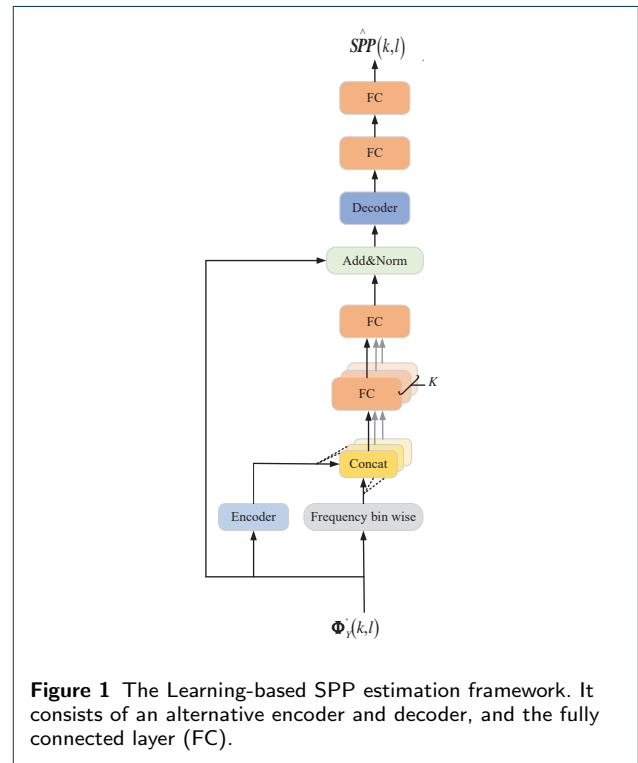 SPP^(k,l)
FC
FC
Decoder
Add&Norm
FC
FC
K
Concat
Encoder
Frequency bin wise
Φ'_Y(k,l)
Figure 1 The Learning-based SPP estimation framework. It
consists of an alternative encoder and decoder, and the fully
connected layer (FC).